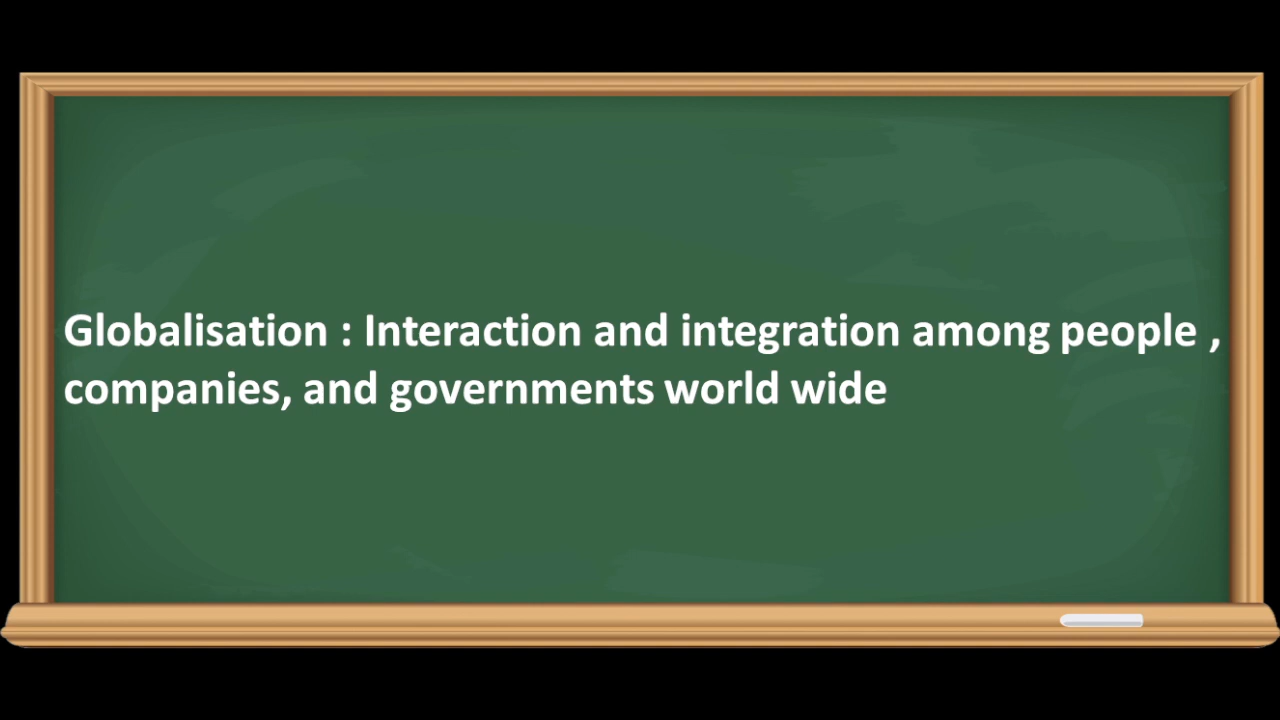 Globalisation : Interaction and integration among people ,
companies, and governments world wide